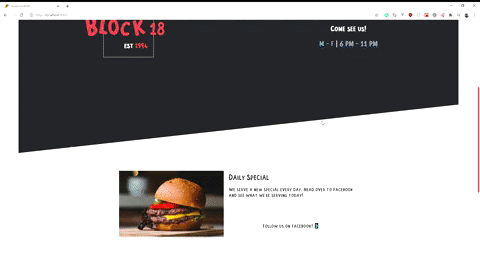 BLOCK 18
EST 1994
COME SEE US!
M - F | 6 PM - 11 PM
DAILY SPECIAL
WE SERVE A NEW SPECIAL EVERY DAY. HEAD OVER TO FACEBOOK
AND SEE WHAT WE'RE SERVING TODAY!
FOLLOW US ON FACEBOOK!